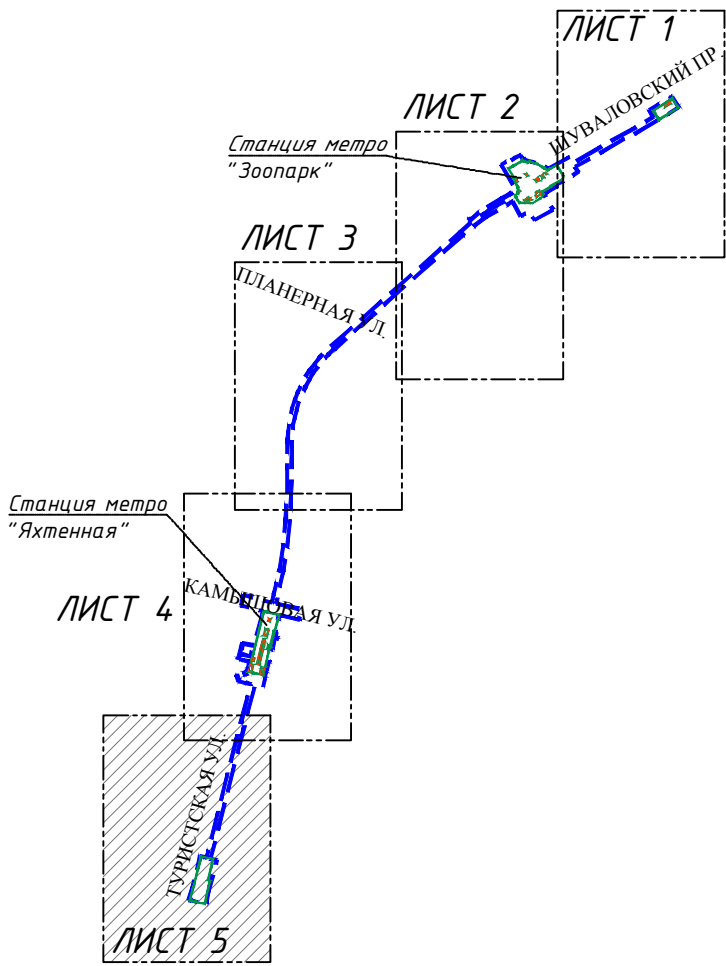 ЛИСТ 1
ШУВАЛОВСКИЙ ПР.
ЛИСТ 2
Станция метро
"Зоопарк"
ЛИСТ 3
ПЛАНЕРНАЯ УЛ.
Станция метро
"Яхтенная"
КАМЫШОВАЯ УЛ.
ЛИСТ 4
ТУРИСТСКАЯ УЛ.
ЛИСТ 5